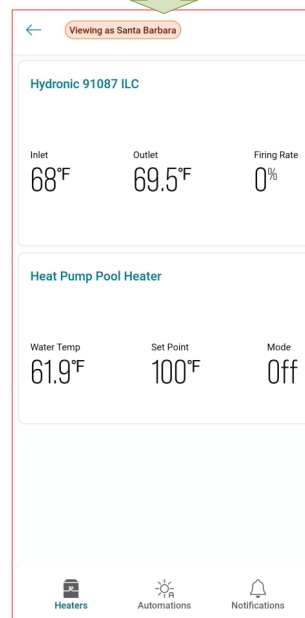 Viewing as Santa Barbara
Hydronic 91087 ILC
Inlet Outlet Firing Rate
68°F 69.5°F 0%
Heat Pump Pool Heater
Water Temp Set Point Mode
61.9°F 100°F Off
Heaters Automations Notifications